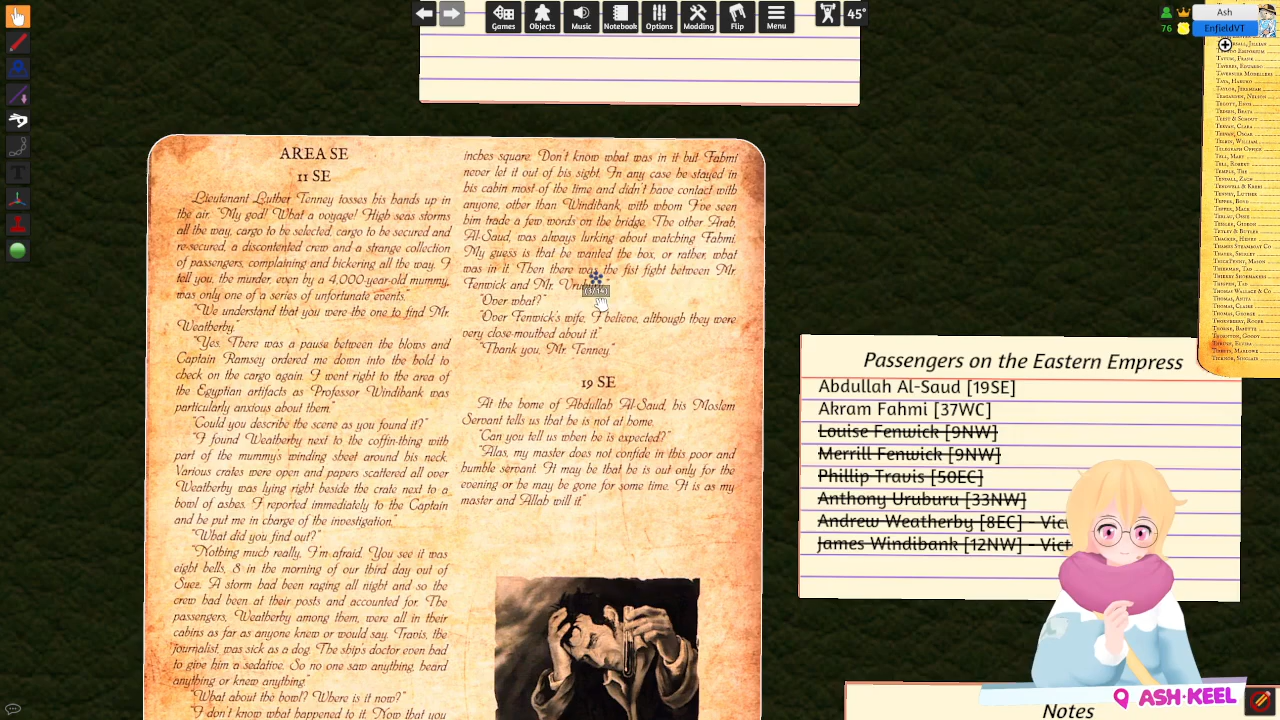 Games
Objects
Music
Notebook
Options
Modding
Flip
Menu
45°
Ash
76
EnfieldVT
AREA SE
11 SE
Lieutenant Luther Tenney tosses his hands up in
the air. "My god! What a voyage! High seas storms
all the way, cargo to be selected, cargo to be secured and
re-secured, a discontented crew and a strange collection
of passengers, complaining and bickering all the way. I
tell you, the murder, even by a 4,000-year-old mummy,
was only one of a series of unfortunate events."
"We understand that you were the one to find Mr.
Weatherby."
"Yes. There was a pause between the blows and
Captain Ramsey ordered me down into the hold to
check on the cargo again. I went right to the area of
the Egyptian artifacts as Professor Windibank was
particularly anxious about them."
"Could you describe the scene as you found it?"
"I found Weatherby next to the coffin-thing with
part of the mummy's winding sheet around his neck.
Various crates were open and papers scattered all over.
Weatherby was lying right beside the crate next to a
bowl of ashes. I reported immediately to the Captain
and he put me in charge of the investigation."
"What did you find out?"
"Nothing much really, I'm afraid. You see it was
eight bells, 8 in the morning of our third day out of
Suez. A storm had been raging all night and so the
crew had been at their posts and accounted for. The
passengers, Weatherby among them, were all in their
cabins as far as anyone knew or would say. Travis, the
journalist, was sick as a dog. The ship's doctor even had
to give him a sedative. So no one saw anything, heard
anything or knew anything."
"What about the bowl? Where is it now?"
"I don't know what happened to it. Now that you
inches square. Don't know what was in it but Fahmi
never let it out of his sight. In any case he stayed in
his cabin most of the time and didn't have contact with
anyone, other than Windibank, with whom I've seen
him trade a few words on the bridge. The other Arab,
Al-Saud, was always lurking about watching Fahmi.
My guess is that he wanted the box, or rather, what
was in it. Then there was the fist fight between Mr.
Fenwick and Mr.
"Over what?"
"Over Fenwick's wife, I believe, although they were
very close-mouthed about it."
"Thank you, Mr. Tenney."
19 SE
At the home of Abdullah Al-Saud, his Moslem
Servant tells us that he is not at home.
"Can you tell us when he is expected?"
"Alas, my master does not confide in this poor and
humble servant. It may be that he is out only for the
evening or he may be gone for some time. It is as my
master and Allah will it."
Passengers on the Eastern Empress
Abdullah Al-Saud [19SE]
Akram Fahmi [37WC]
Louise Fenwick [9NW]
Merrill Fenwick [9NW]
Phillip Travis [50EC]
Anthony Uruburu [33NW]
Andrew Weatherby [8EC] - Vict
James Windibank [12NW] - Vict
Notes
ASH-KEEL